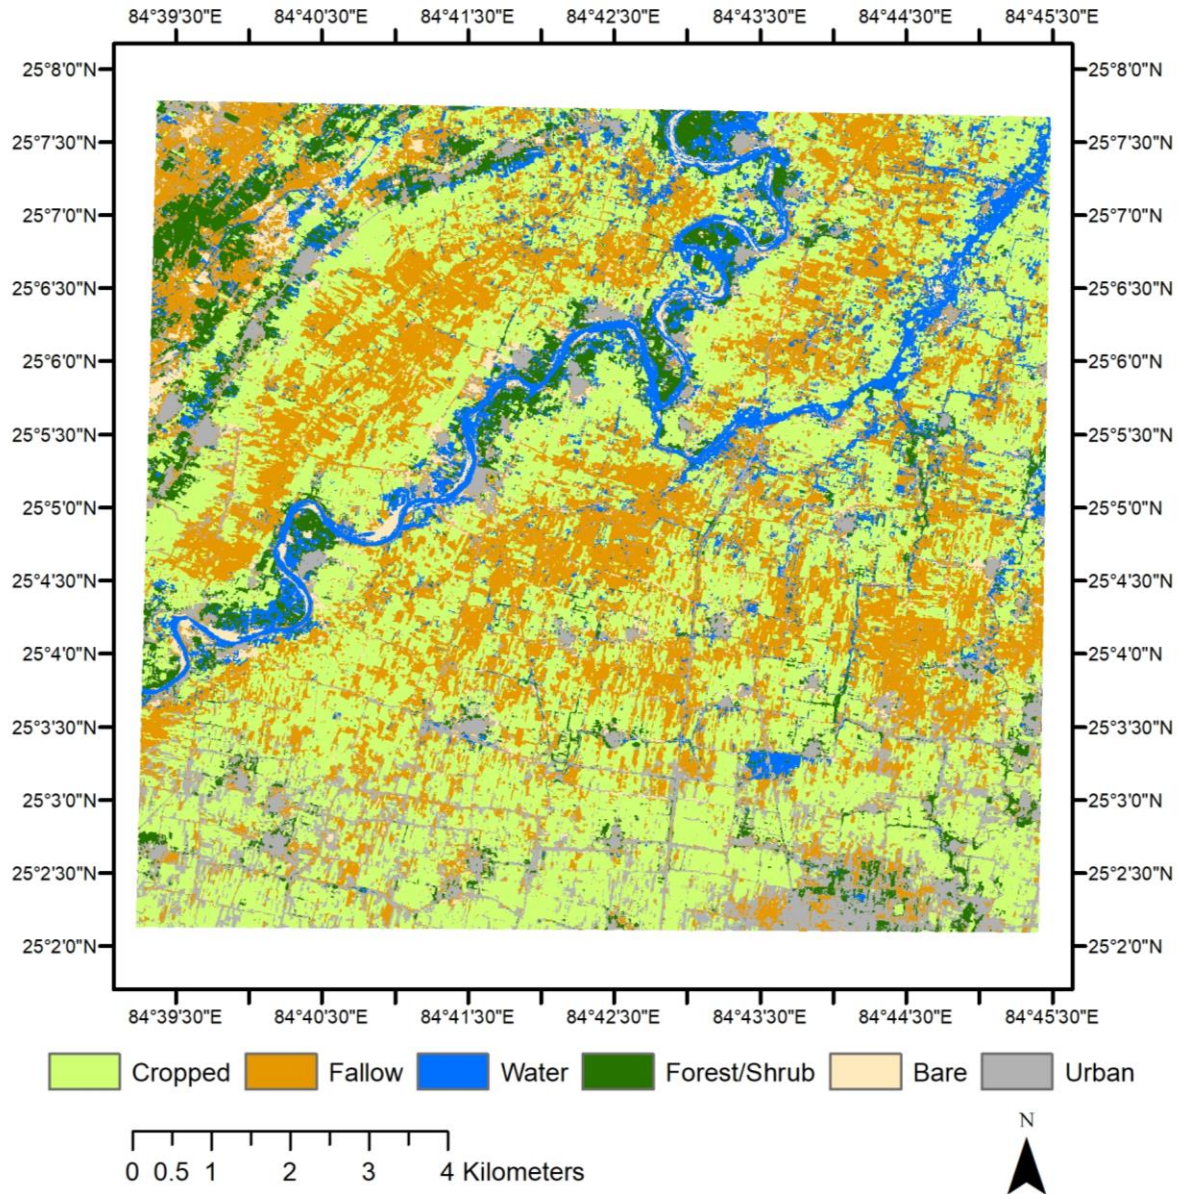 84°39'30"E 84°40'30"E 84°41'30"E 84°42'30"E 84°43'30"E 84°44'30"E 84°45'30"E
25°8'0"N 25°8'0"N
25°7'30"N 25°7'30"N
25°7'0"N 25°7'0"N
25°6'30"N 25°6'30"N
25°6'0"N 25°6'0"N
25°5'30"N 25°5'30"N
25°5'0"N 25°5'0"N
25°4'30"N 25°4'30"N
25°4'0"N 25°4'0"N
25°3'30"N 25°3'30"N
25°3'0"N 25°3'0"N
25°2'30"N 25°2'30"N
25°2'0"N 25°2'0"N
84°39'30"E 84°40'30"E 84°41'30"E 84°42'30"E 84°43'30"E 84°44'30"E 84°45'30"E
Cropped Fallow Water Forest/Shrub Bare Urban
N
0 0.5 1 2 3 4 Kilometers